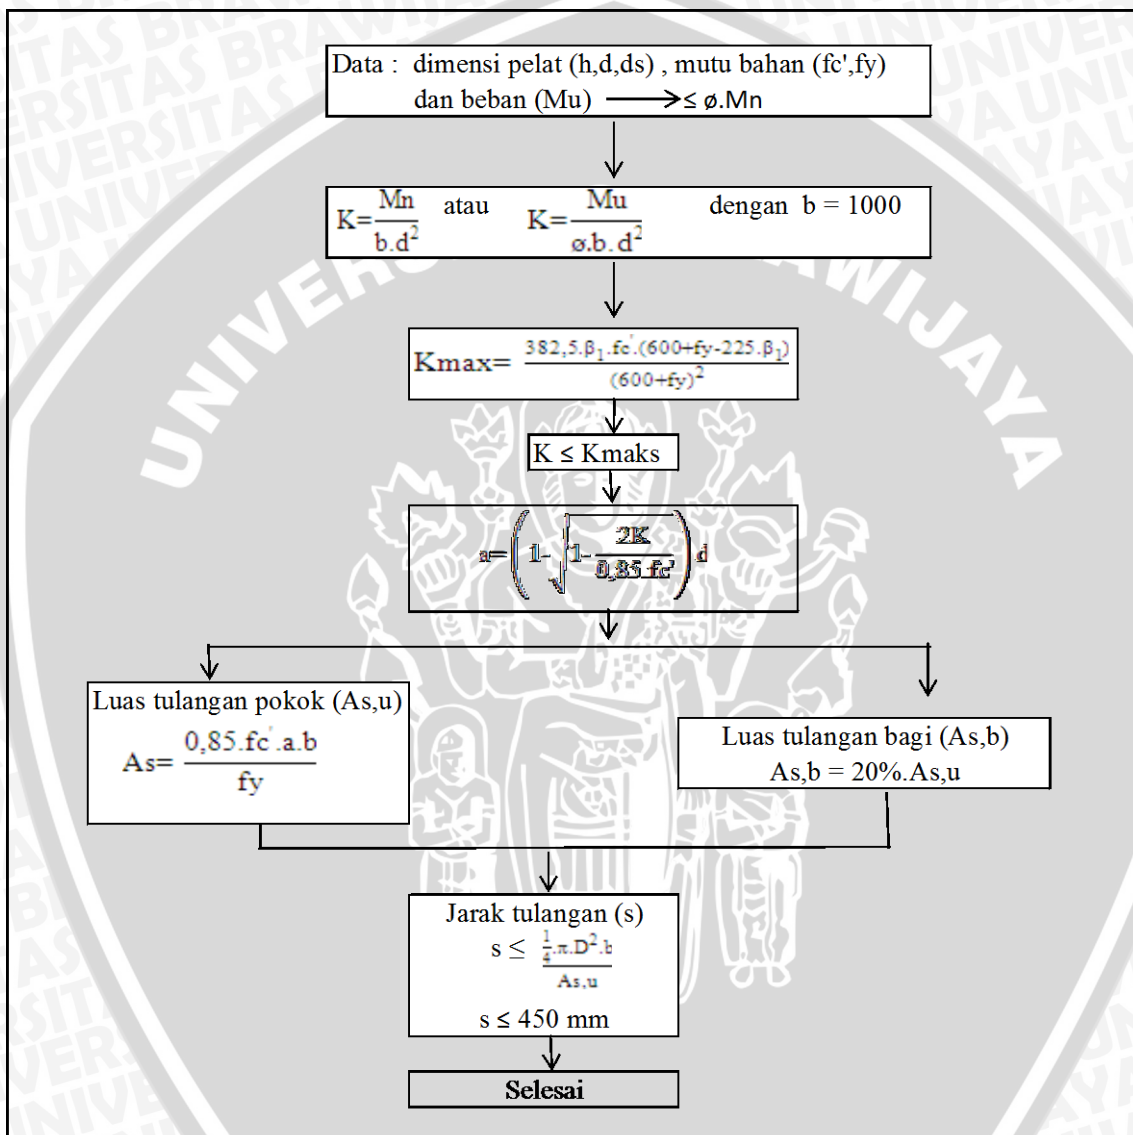 Data : dimensi pelat (h,d,ds) , mutu bahan (fc',fy)
dan beban (Mu) ⟶ ≤ ø.Mn
K=Mn/b.d² atau K=Mu/ø.b.d² dengan b = 1000
Kmax= 382,5.β₁.fc'.(600+fy-225.β₁)/(600+fy)²
K ≤ Kmaks
a=(1-√(1-2K/0,85.fc')).d
Luas tulangan pokok (As,u)
As= 0,85.fc'.a.b/fy
Luas tulangan bagi (As,b)
As,b = 20%.As,u
Jarak tulangan (s)
s ≤ ¼.π.D².b/As,u
s ≤ 450 mm
Selesai
UNIVERSITAS BRAWIJAYA